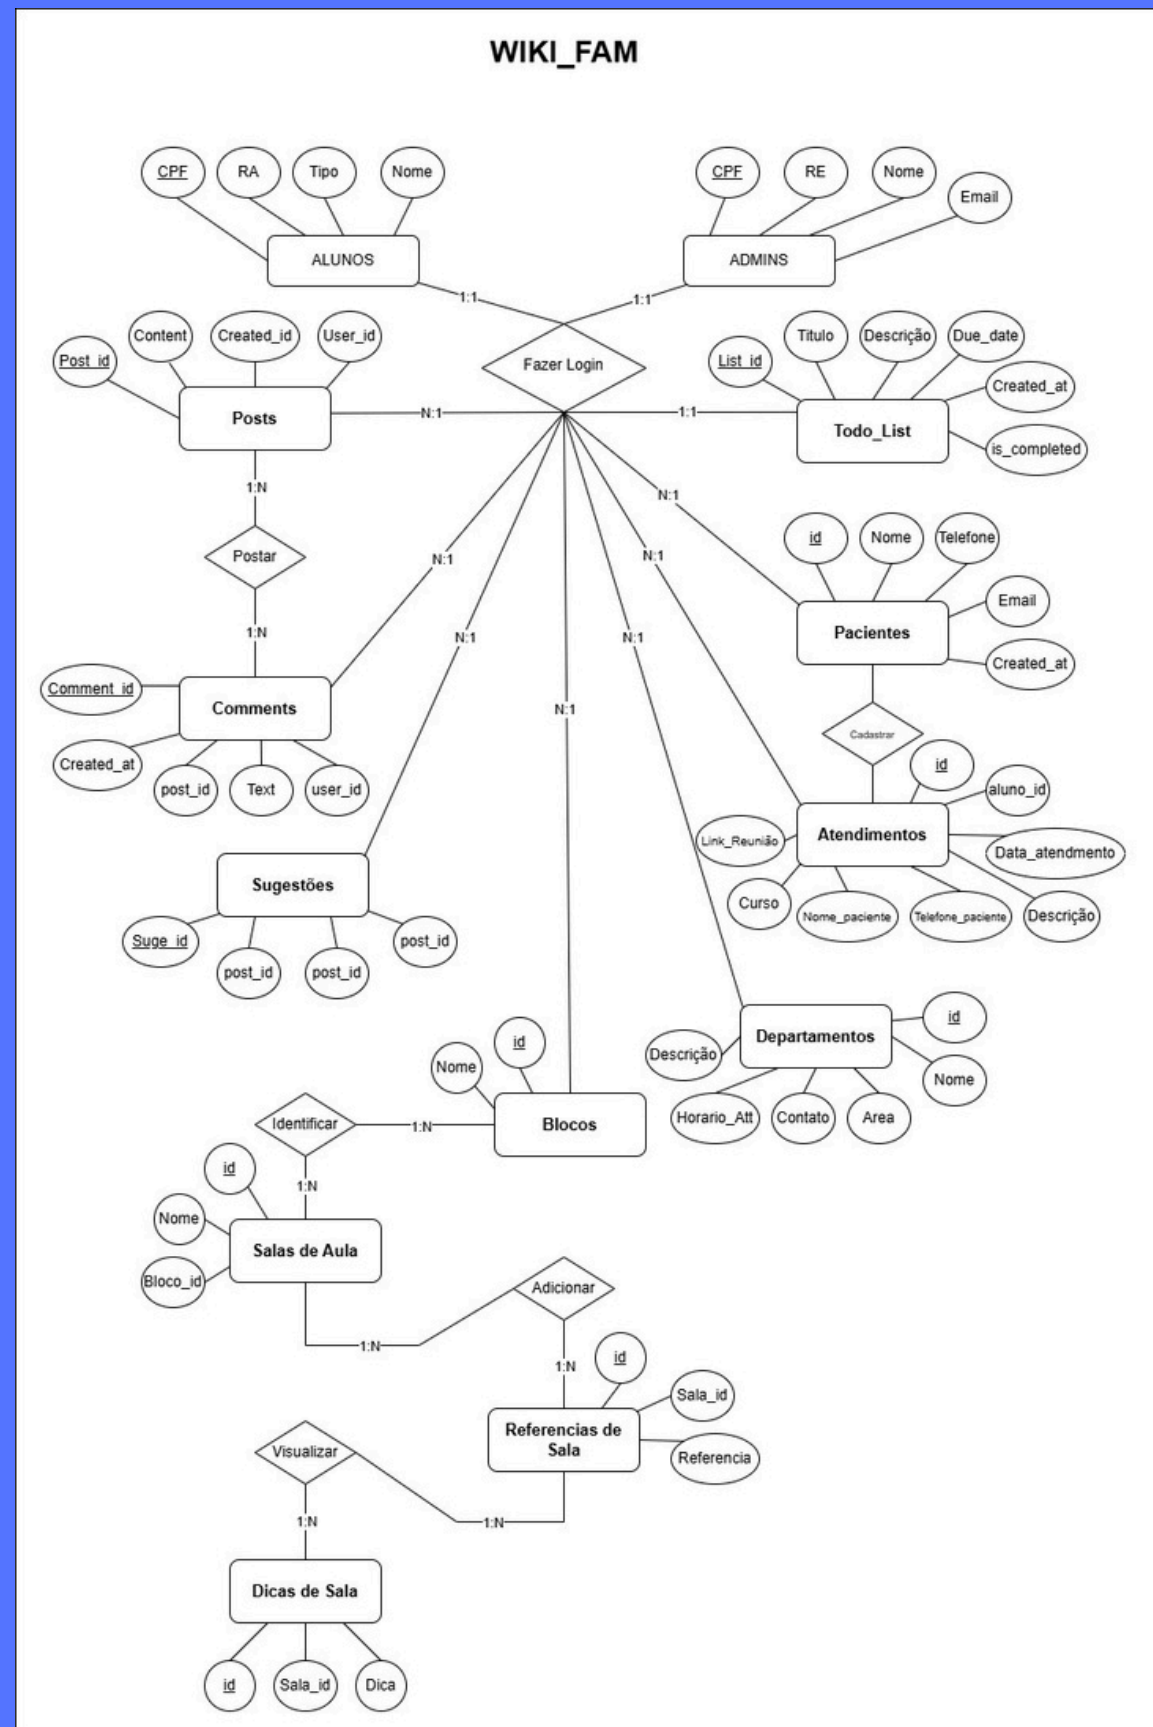 WIKI_FAM
CPF
RA
Tipo
Nome
CPF
RE
Nome
Email
ALUNOS
ADMINS
1:1
1:1
Post_id
Content
Created_id
User_id
Fazer Login
List_id
Titulo
Descrição
Due_date
Created_at
is_completed
Posts
N:1
1:1
Todo_List
1:N
N:1
Postar
N:1
N:1
id
Nome
Telefone
Email
Created_at
Pacientes
1:N
N:1
N:1
Comment_id
Comments
Created_at
post_id
Text
user_id
N:1
Cadastrar
id
aluno_id
Link_Reunião
Atendimentos
Data_atendmento
Curso
Nome_paciente
Telefone_paciente
Descrição
Sugestões
Suge_id
post_id
post_id
post_id
Descrição
Departamentos
id
Nome
Horario_Att
Contato
Area
Nome
id
Identificar
1:N
Blocos
id
1:N
Nome
Bloco_id
Salas de Aula
1:N
Adicionar
1:N
id
Sala_id
Referencias de
Sala
Referencia
Visualizar
1:N
1:N
Dicas de Sala
id
Sala_id
Dica